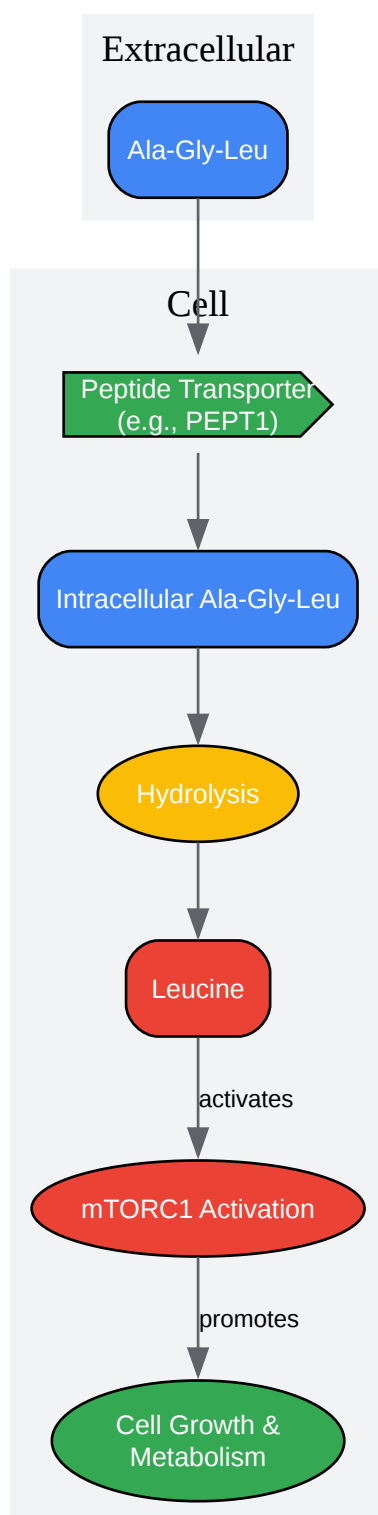 Extracellular
Ala-Gly-Leu
Cell
Peptide Transporter
(e.g., PEPT1)
Intracellular Ala-Gly-Leu
Hydrolysis
Leucine
activates
mTORC1 Activation
promotes
Cell Growth &
Metabolism